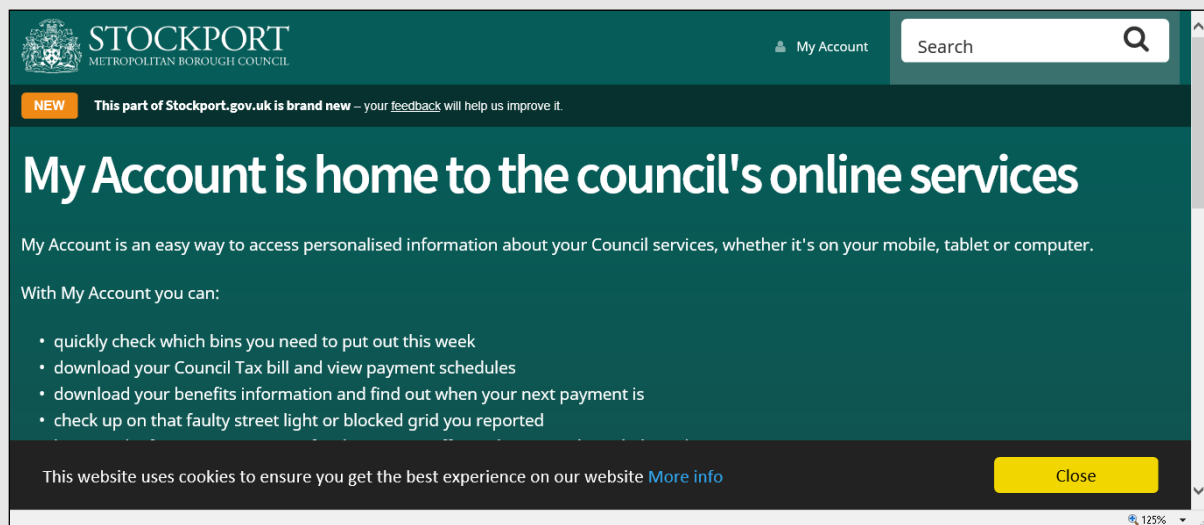 STOCKPORT
METROPOLITAN BOROUGH COUNCIL
My Account
Search
NEW This part of Stockport.gov.uk is brand new – your feedback will help us improve it.
My Account is home to the council's online services
My Account is an easy way to access personalised information about your Council services, whether it's on your mobile, tablet or computer.
With My Account you can:
• quickly check which bins you need to put out this week
• download your Council Tax bill and view payment schedules
• download your benefits information and find out when your next payment is
• check up on that faulty street light or blocked grid you reported
This website uses cookies to ensure you get the best experience on our website More info
Close
125%